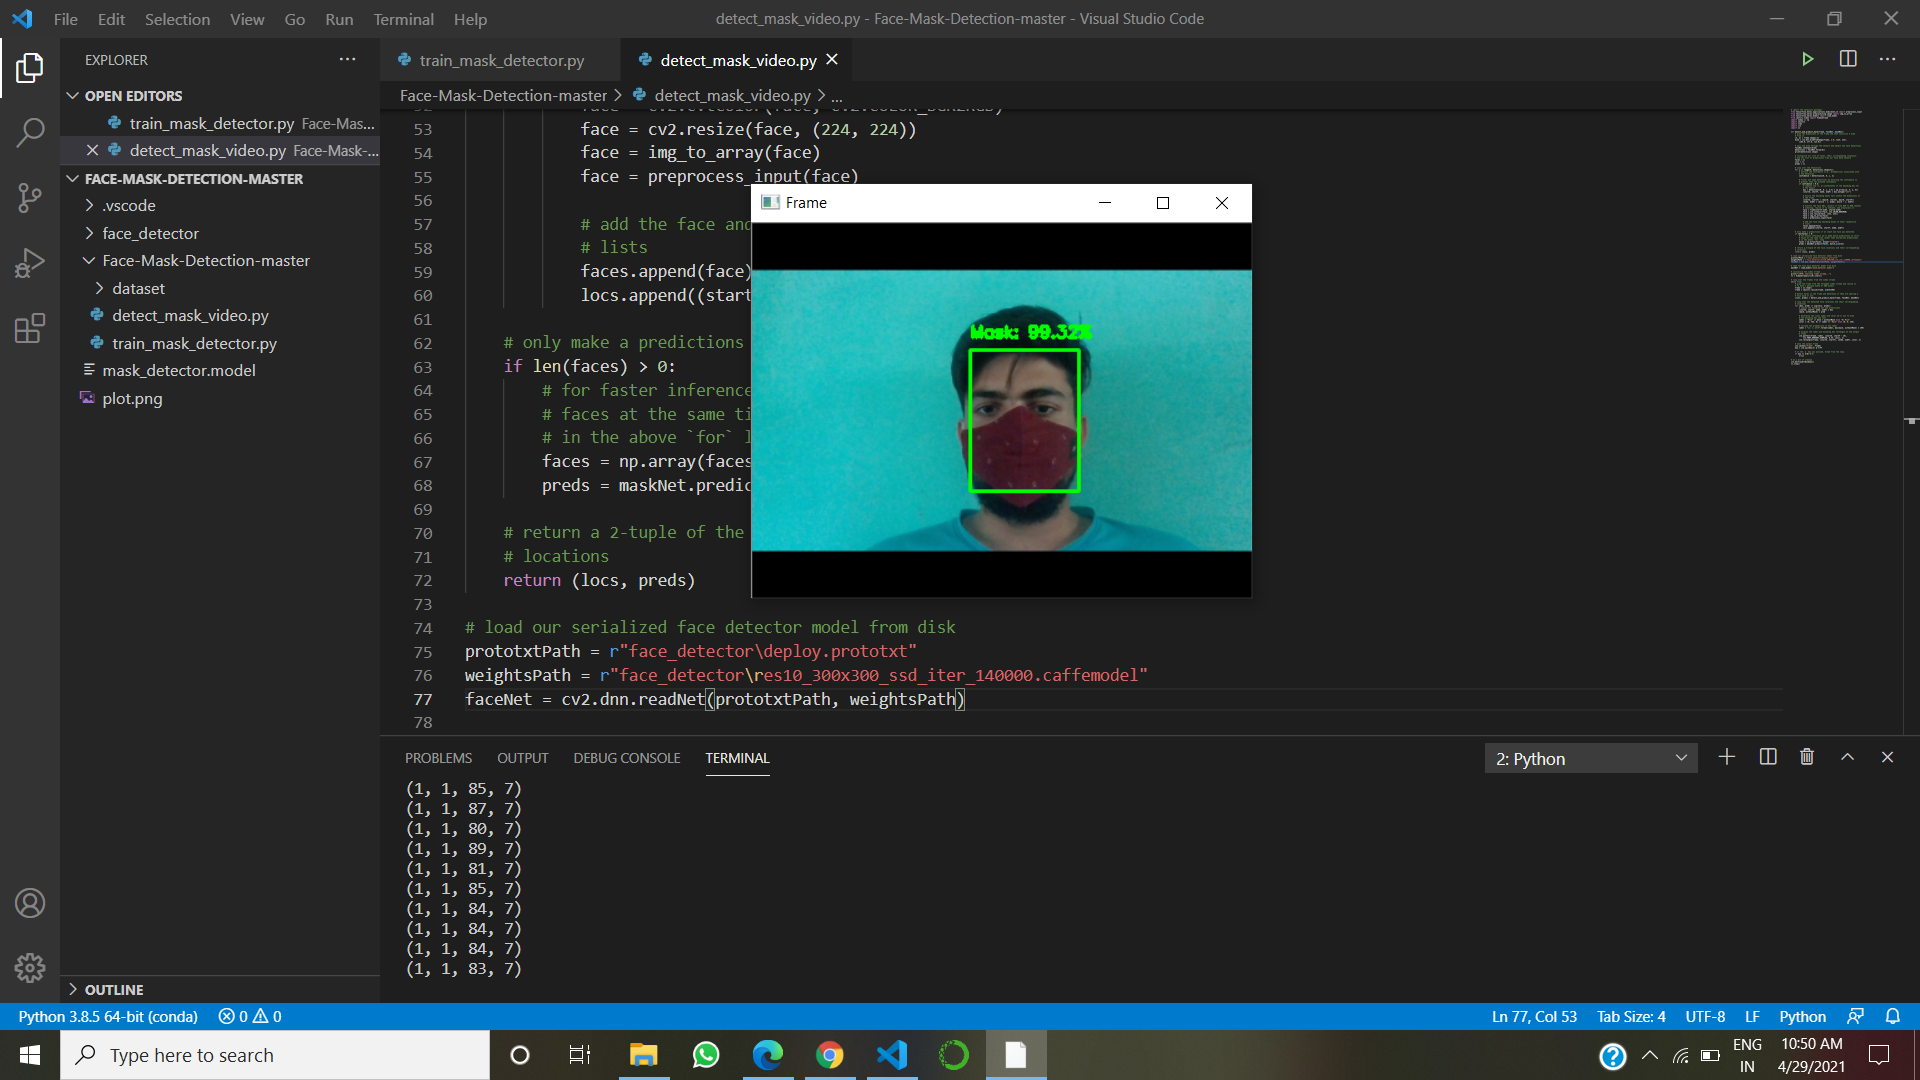 File Edit Selection View Go Run Terminal Help
detect_mask_video.py - Face-Mask-Detection-master - Visual Studio Code
EXPLORER
OPEN EDITORS
train_mask_detector.py Face-Mas...
detect_mask_video.py Face-Mask-...
FACE-MASK-DETECTION-MASTER
.vscode
face_detector
Face-Mask-Detection-master
dataset
detect_mask_video.py
train_mask_detector.py
mask_detector.model
plot.png
OUTLINE
train_mask_detector.py
detect_mask_video.py
Face-Mask-Detection-master > detect_mask_video.py > ...
53 face = cv2.resize(face, (224, 224))
54 face = img_to_array(face)
55 face = preprocess_input(face)
56
57 # add the face and
58 # lists
59 faces.append(face)
60 locs.append((start
61
62 # only make a predictions
63 if len(faces) > 0:
64 # for faster inference
65 # faces at the same ti
66 # in the above `for` l
67 faces = np.array(faces
68 preds = maskNet.predic
69
70 # return a 2-tuple of the
71 # locations
72 return (locs, preds)
73
74 # load our serialized face detector model from disk
75 prototxtPath = r"face_detector\deploy.prototxt"
76 weightsPath = r"face_detector\res10_300x300_ssd_iter_140000.caffemodel"
77 faceNet = cv2.dnn.readNet(prototxtPath, weightsPath)
78
Frame
Mask: 99.32%
PROBLEMS OUTPUT DEBUG CONSOLE TERMINAL
2: Python
(1, 1, 85, 7)
(1, 1, 87, 7)
(1, 1, 80, 7)
(1, 1, 89, 7)
(1, 1, 81, 7)
(1, 1, 85, 7)
(1, 1, 84, 7)
(1, 1, 84, 7)
(1, 1, 84, 7)
(1, 1, 83, 7)
Python 3.8.5 64-bit (conda) 0 0
Ln 77, Col 53 Tab Size: 4 UTF-8 LF Python
Type here to search
ENG
IN
10:50 AM
4/29/2021